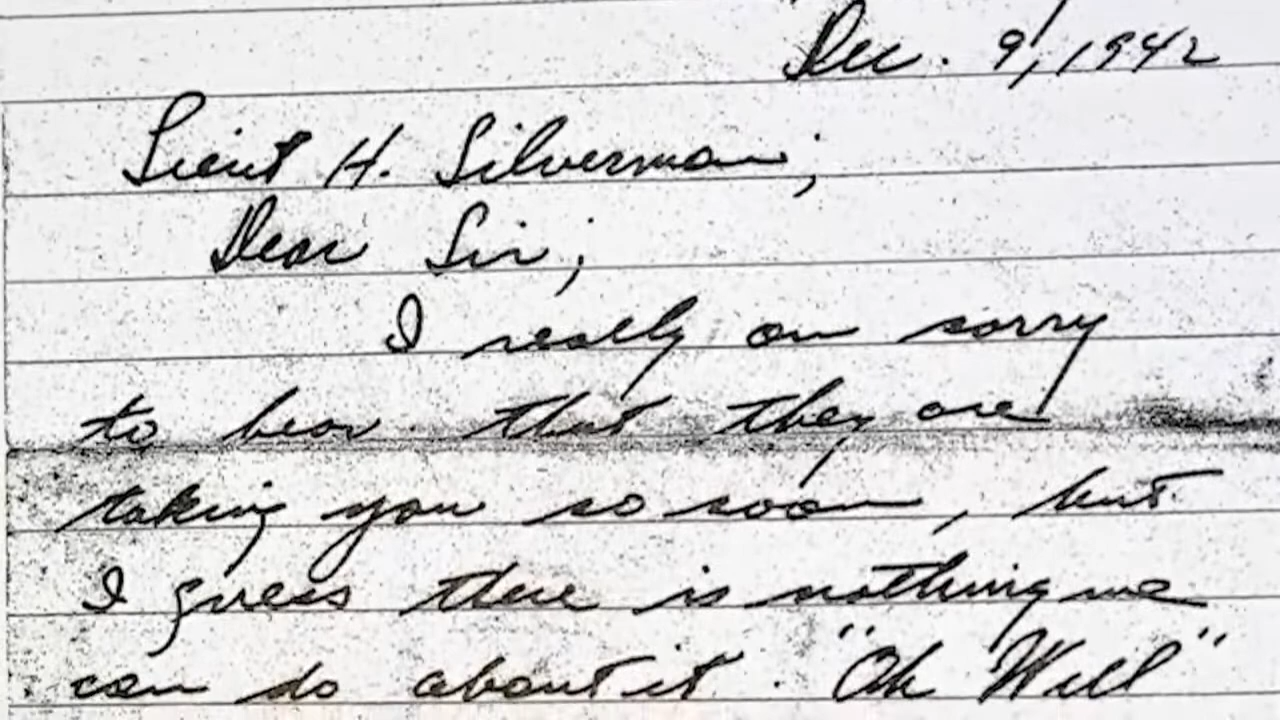 Dec. 9, 1942
Lieut H. Silverman;
Dear Sir;
I really am sorry
to hear that they are
taking you so soon, but
I guess there is nothing we
can do about it. "Oh Well"